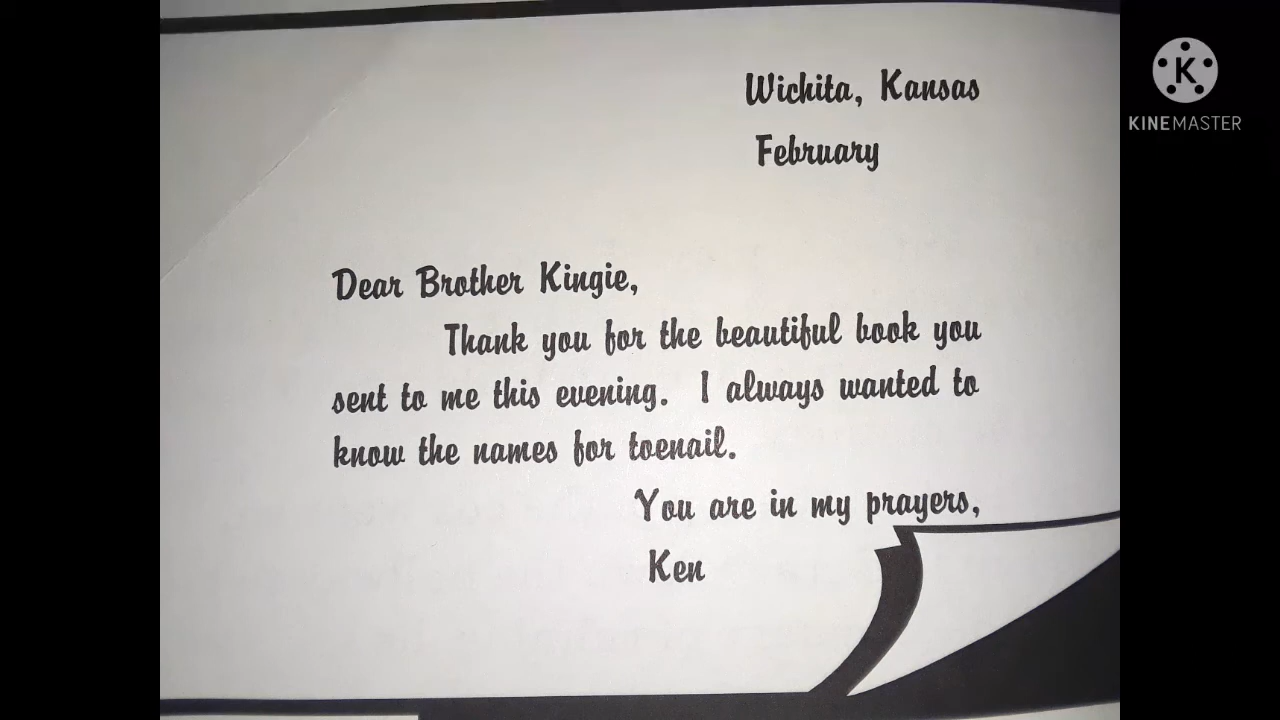 Wichita, Kansas
February
K
KINEMASTER
Dear Brother Kingie,
Thank you for the beautiful book you
sent to me this evening. I always wanted to
know the names for toenail.
You are in my prayers,
Ken